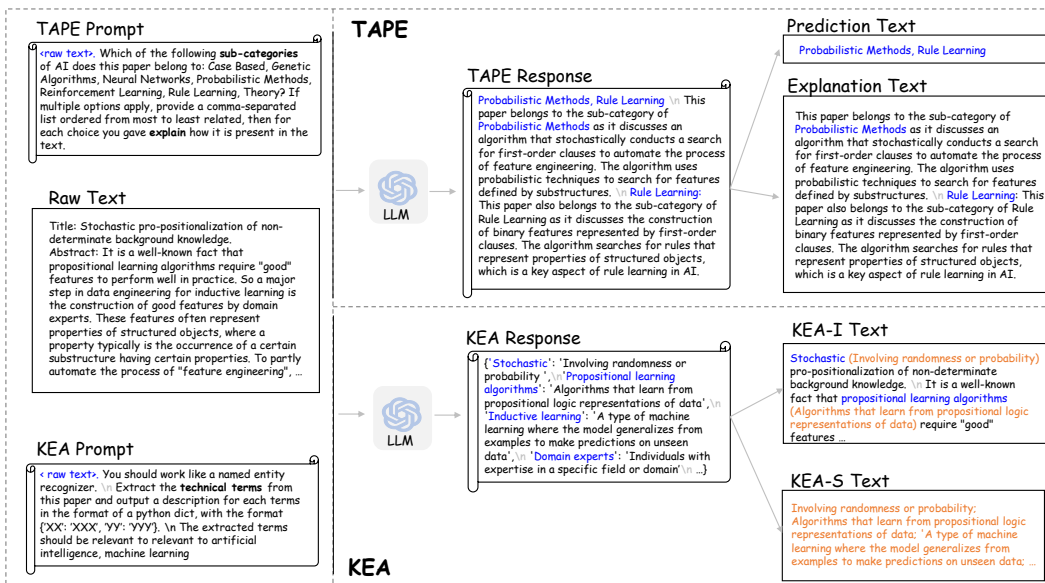 TAPE Prompt
<raw text>. Which of the following sub-categories
of AI does this paper belong to: Case Based, Genetic
Algorithms, Neural Networks, Probabilistic Methods,
Reinforcement Learning, Rule Learning, Theory? If
multiple options apply, provide a comma-separated
list ordered from most to least related, then for
each choice you gave explain how it is present in the
text.
Raw Text
Title: Stochastic pro-positionalization of non-
determinate background knowledge.
Abstract: It is a well-known fact that
propositional learning algorithms require "good"
features to perform well in practice. So a major
step in data engineering for inductive learning is
the construction of good features by domain
experts. These features often represent
properties of structured objects, where a
property typically is the occurrence of a certain
substructure having certain properties. To partly
automate the process of "feature engineering", ...
KEA Prompt
< raw text>. You should work like a named entity
recognizer. \n Extract the technical terms from
this paper and output a description for each terms
in the format of a python dict, with the format
{'XX': 'XXX', 'YY': 'YYY'}. \n The extracted terms
should be relevant to relevant to artificial
intelligence, machine learning
TAPE
LLM
TAPE Response
Probabilistic Methods, Rule Learning \n This
paper belongs to the sub-category of
Probabilistic Methods as it discusses an
algorithm that stochastically conducts a search
for first-order clauses to automate the process
of feature engineering. The algorithm uses
probabilistic techniques to search for features
defined by substructures. \n Rule Learning:
This paper also belongs to the sub-category of
Rule Learning as it discusses the construction
of binary features represented by first-order
clauses. The algorithm searches for rules that
represent properties of structured objects,
which is a key aspect of rule learning in AI.
Prediction Text
Probabilistic Methods, Rule Learning
Explanation Text
This paper belongs to the sub-category of
Probabilistic Methods as it discusses an
algorithm that stochastically conducts a search
for first-order clauses to automate the process
of feature engineering. The algorithm uses
probabilistic techniques to search for features
defined by substructures. \n Rule Learning: This
paper also belongs to the sub-category of Rule
Learning as it discusses the construction of
binary features represented by first-order
clauses. The algorithm searches for rules that
represent properties of structured objects,
which is a key aspect of rule learning in AI.
LLM
KEA Response
{'Stochastic': 'Involving randomness or
probability ',\n'Propositional learning
algorithms': 'Algorithms that learn from
propositional logic representations of data',\n
'Inductive learning': 'A type of machine
learning where the model generalizes from
examples to make predictions on unseen
data',\n 'Domain experts': 'Individuals with
expertise in a specific field or domain'\n ...}
KEA-I Text
Stochastic (Involving randomness or probability)
pro-positionalization of non-determinate
background knowledge. \n It is a well-known
fact that propositional learning algorithms
(Algorithms that learn from propositional logic
representations of data) require "good"
features ...
KEA-S Text
Involving randomness or probability;
Algorithms that learn from propositional logic
representations of data; 'A type of machine
learning where the model generalizes from
examples to make predictions on unseen data; ...
KEA